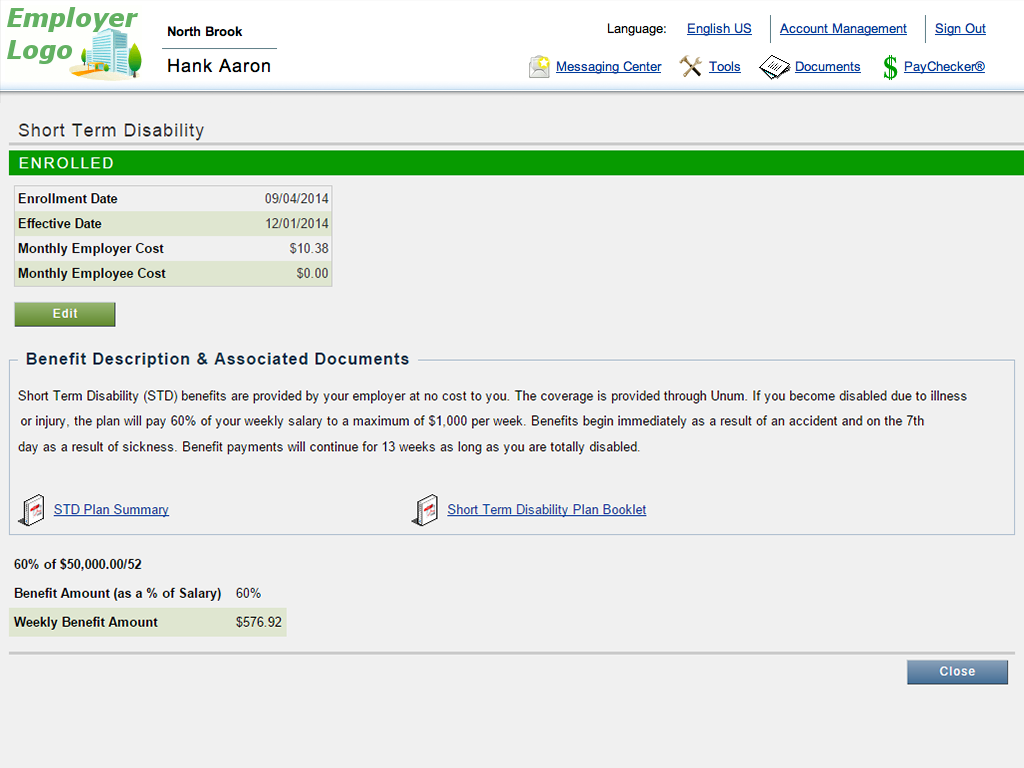 Employer
Logo
North Brook
Hank Aaron
Language: English US Account Management Sign Out
Messaging Center Tools Documents PayChecker®
Short Term Disability
ENROLLED
Enrollment Date 09/04/2014
Effective Date 12/01/2014
Monthly Employer Cost $10.38
Monthly Employee Cost $0.00
Edit
Benefit Description & Associated Documents
Short Term Disability (STD) benefits are provided by your employer at no cost to you. The coverage is provided through Unum. If you become disabled due to illness
or injury, the plan will pay 60% of your weekly salary to a maximum of $1,000 per week. Benefits begin immediately as a result of an accident and on the 7th
day as a result of sickness. Benefit payments will continue for 13 weeks as long as you are totally disabled.
STD Plan Summary Short Term Disability Plan Booklet
60% of $50,000.00/52
Benefit Amount (as a % of Salary) 60%
Weekly Benefit Amount $576.92
Close